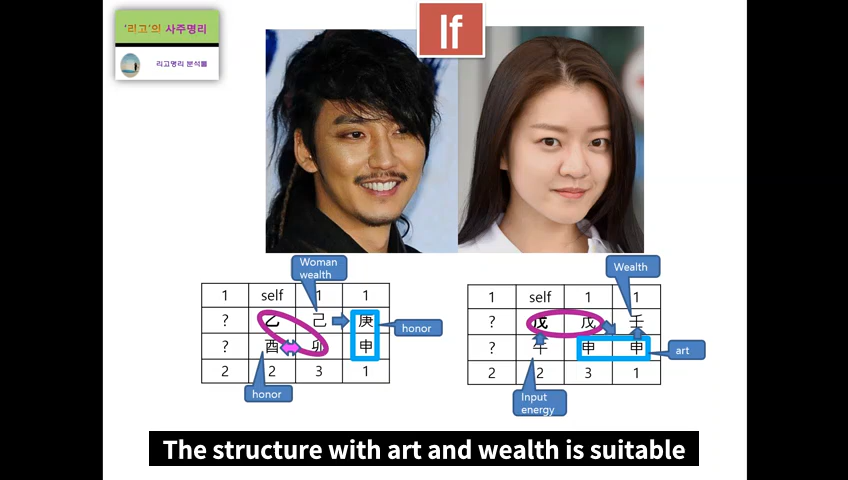 '리고'의 사주명리
리고명리 분석툴
If
Woman
wealth
1 self 1 1
? 乙 己 庚
honor
? 酉 卯 申
2 2 3 1
honor
Wealth
1 self 1 1
? 戊 戊 壬
? 午 申 申
art
2 2 3 1
Input
energy
The structure with art and wealth is suitable